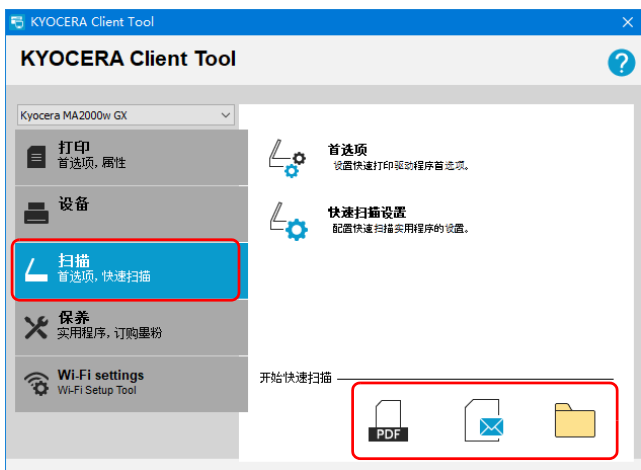 KYOCERA Client Tool
KYOCERA Client Tool
?
Kyocera MA2000w GX
打印
首选项, 属性
设备
扫描
首选项, 快速扫描
保养
实用程序, 订购墨粉
Wi-Fi settings
Wi-Fi Setup Tool
首选项
设置快速打印驱动程序首选项。
快速扫描设置
配置快速扫描实用程序的设置。
开始快速扫描
PDF